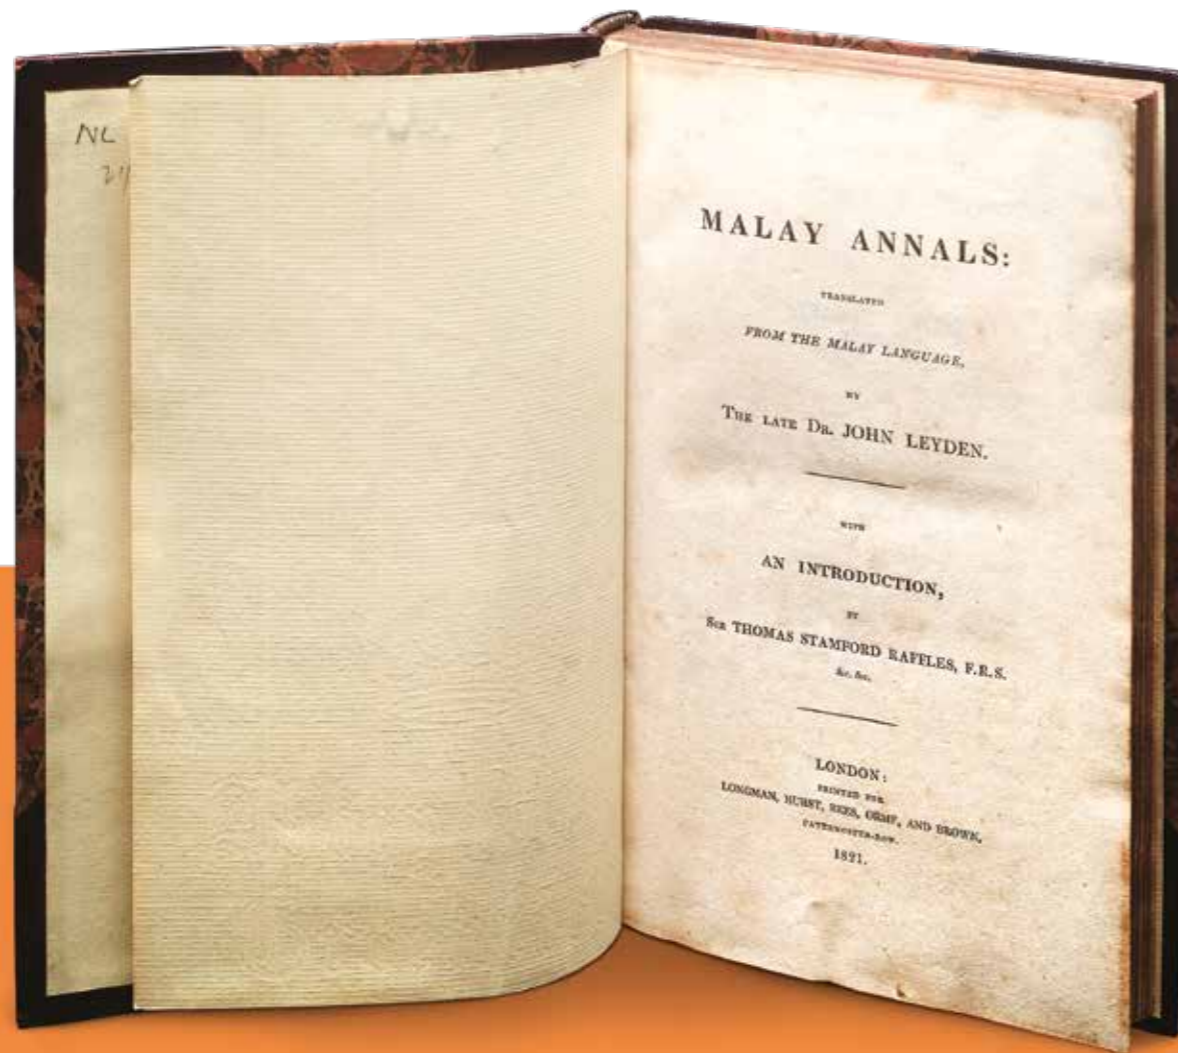 NL
MALAY ANNALS:
TRANSLATED
FROM THE MALAY LANGUAGE,
BY
THE LATE DR. JOHN LEYDEN.
WITH
AN INTRODUCTION,
BY
SIR THOMAS STAMFORD RAFFLES, F.R.S.
&c. &c.
LONDON:
PRINTED FOR
LONGMAN, HURST, REES, ORME, AND BROWN,
PATERNOSTER-ROW.
1821.